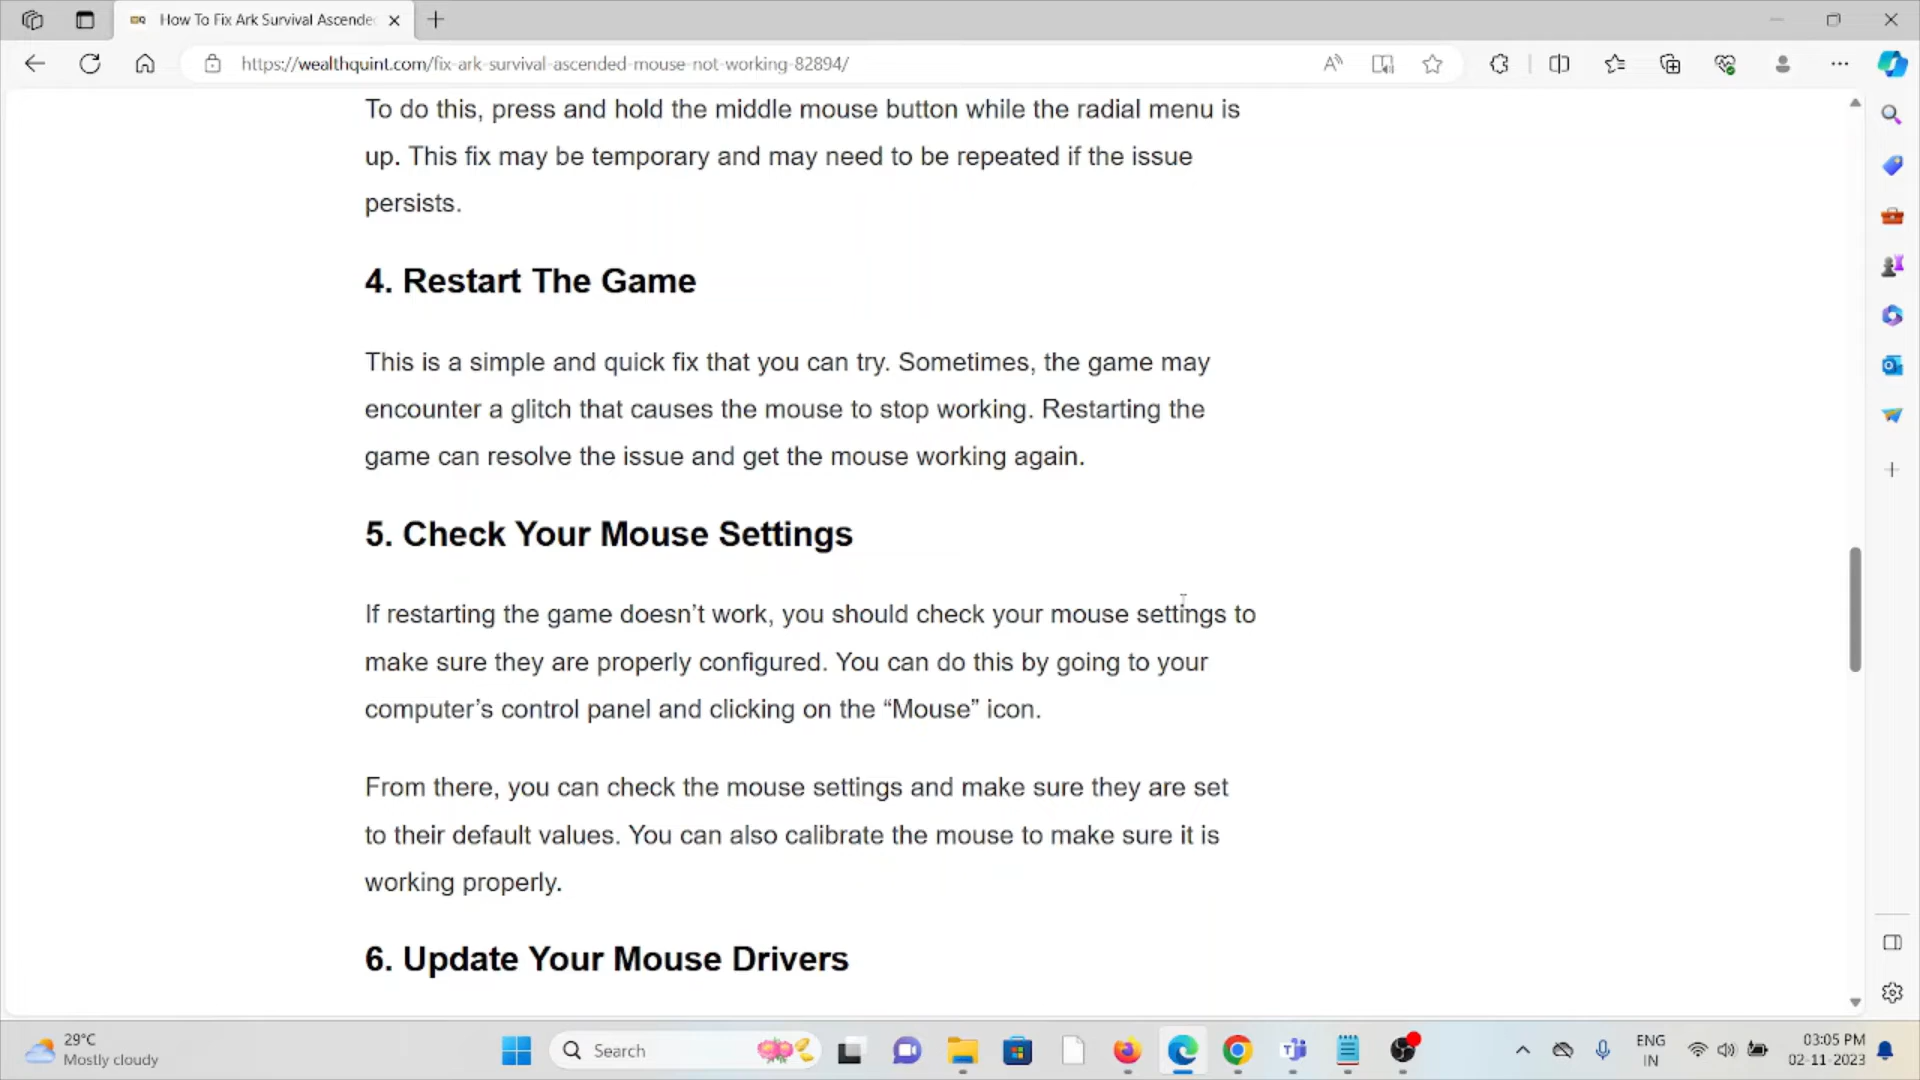 How To Fix Ark Survival Ascende
https://wealthquint.com/fix-ark-survival-ascended-mouse-not-working-82894/
To do this, press and hold the middle mouse button while the radial menu is
up. This fix may be temporary and may need to be repeated if the issue
persists.
4. Restart The Game
This is a simple and quick fix that you can try. Sometimes, the game may
encounter a glitch that causes the mouse to stop working. Restarting the
game can resolve the issue and get the mouse working again.
5. Check Your Mouse Settings
If restarting the game doesn’t work, you should check your mouse settings to
make sure they are properly configured. You can do this by going to your
computer’s control panel and clicking on the “Mouse” icon.
From there, you can check the mouse settings and make sure they are set
to their default values. You can also calibrate the mouse to make sure it is
working properly.
6. Update Your Mouse Drivers
29°C
Mostly cloudy
Search
ENG
IN
03:05 PM
02-11-2023